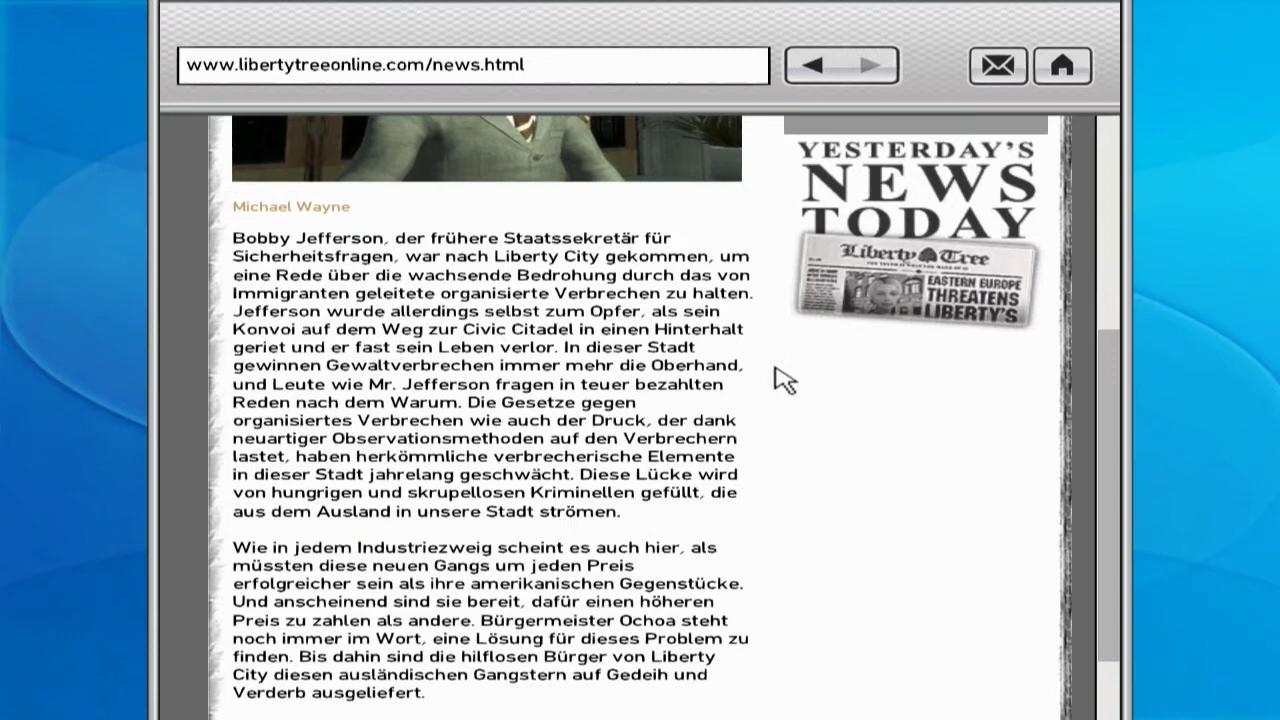 www.libertytreeonline.com/news.html
Michael Wayne
Bobby Jefferson, der frühere Staatssekretär für
Sicherheitsfragen, war nach Liberty City gekommen, um
eine Rede über die wachsende Bedrohung durch das von
Immigranten geleitete organisierte Verbrechen zu halten.
Jefferson wurde allerdings selbst zum Opfer, als sein
Konvoi auf dem Weg zur Civic Citadel in einen Hinterhalt
geriet und er fast sein Leben verlor. In dieser Stadt
gewinnen Gewaltverbrechen immer mehr die Oberhand,
und Leute wie Mr. Jefferson fragen in teuer bezahlten
Reden nach dem Warum. Die Gesetze gegen
organisiertes Verbrechen wie auch der Druck, der dank
neuartiger Observationsmethoden auf den Verbrechern
lastet, haben herkömmliche verbrecherische Elemente
in dieser Stadt jahrelang geschwächt. Diese Lücke wird
von hungrigen und skrupellosen Kriminellen gefüllt, die
aus dem Ausland in unsere Stadt strömen.
Wie in jedem Industriezweig scheint es auch hier, als
müssten diese neuen Gangs um jeden Preis
erfolgreicher sein als ihre amerikanischen Gegenstücke.
Und anscheinend sind sie bereit, dafür einen höheren
Preis zu zahlen als andere. Bürgermeister Ochoa steht
noch immer im Wort, eine Lösung für dieses Problem zu
finden. Bis dahin sind die hilflosen Bürger von Liberty
City diesen ausländischen Gangstern auf Gedeih und
Verderb ausgeliefert.
YESTERDAY'S
NEWS
TODAY
Liberty Tree
EASTERN EUROPE
THREATENS
LIBERTY'S